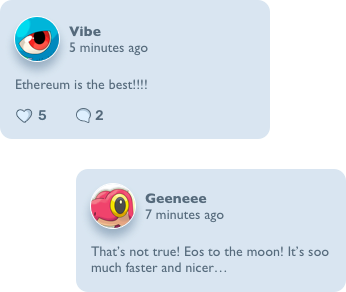 Vibe
5 minutes ago
Ethereum is the best!!!!
5 2
Geeneee
7 minutes ago
That's not true! Eos to the moon! It's soo
much faster and nicer…